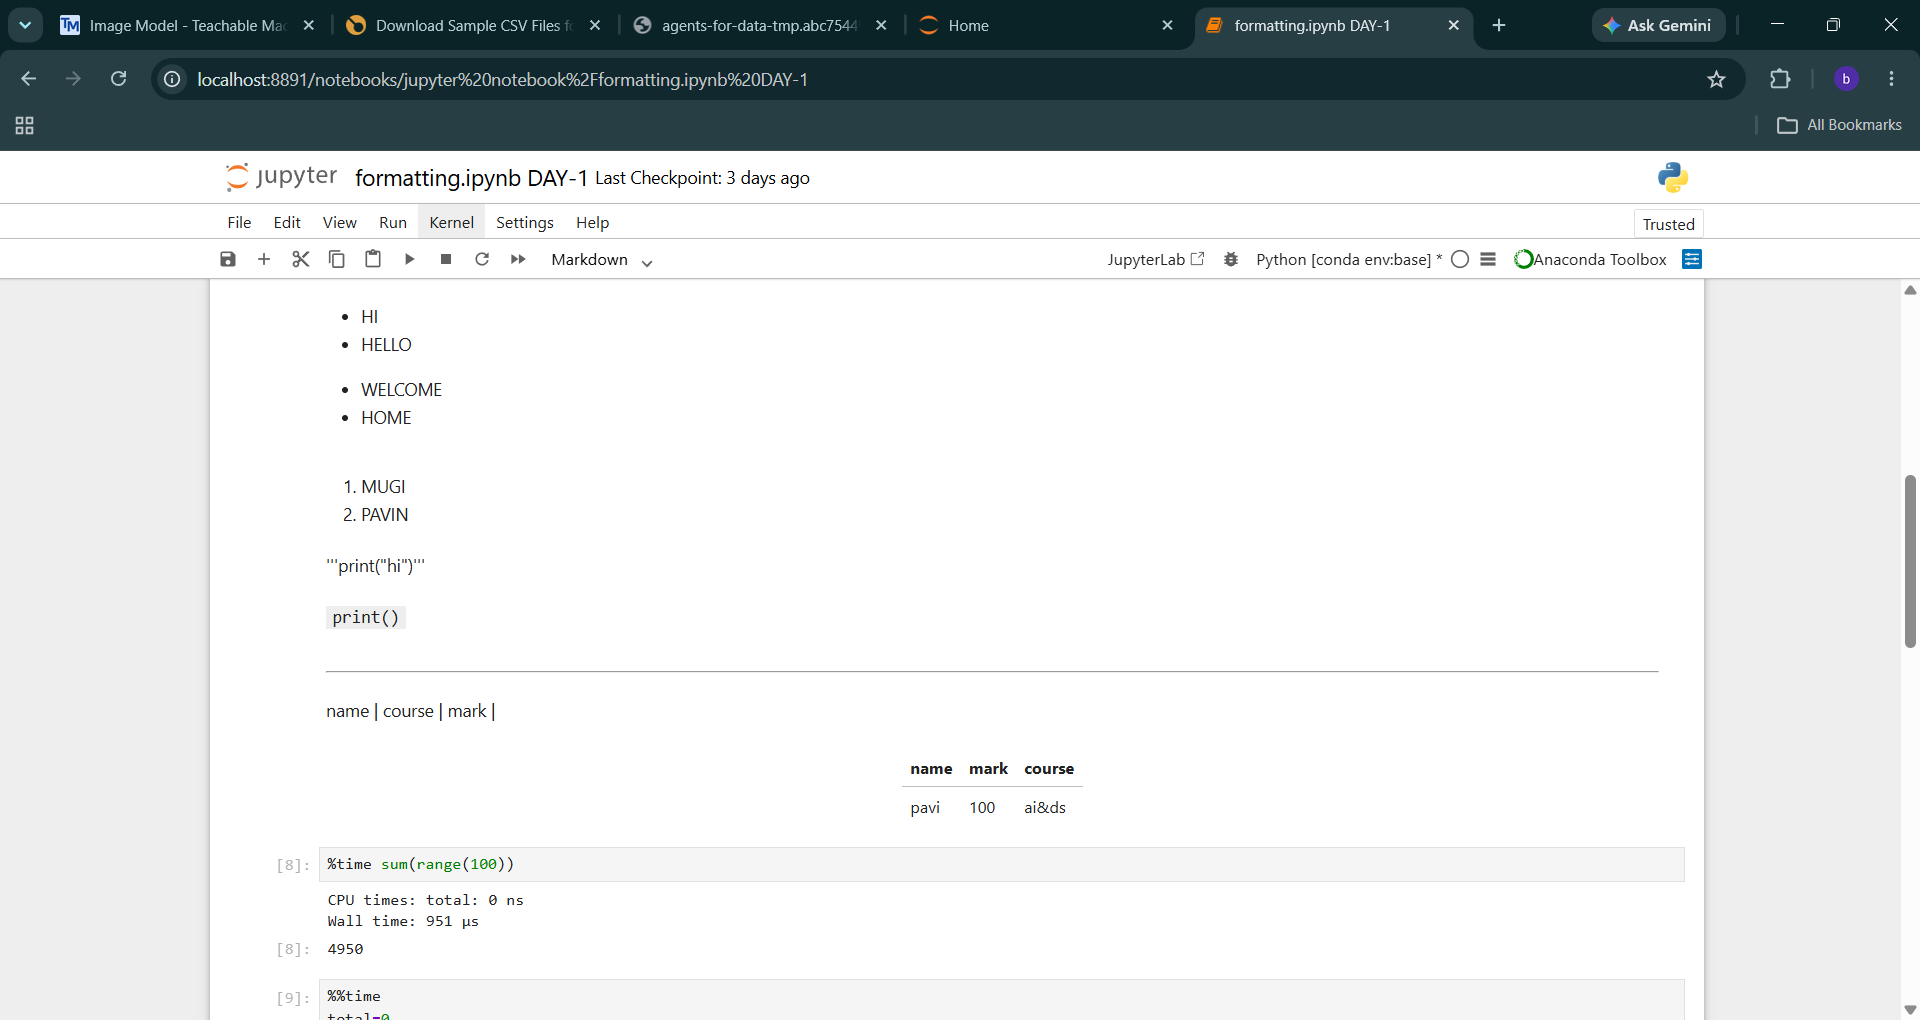 Image Model - Teachable Mac
Download Sample CSV Files fo
agents-for-data-tmp.abc7544
Home
formatting.ipynb DAY-1
Ask Gemini
localhost:8891/notebooks/jupyter%20notebook%2Fformatting.ipynb%20DAY-1
b
All Bookmarks
jupyter formatting.ipynb DAY-1 Last Checkpoint: 3 days ago
File Edit View Run Kernel Settings Help
Trusted
Markdown
JupyterLab
Python [conda env:base] *
Anaconda Toolbox
• HI
• HELLO
• WELCOME
• HOME
1. MUGI
2. PAVIN
'''print("hi")'''
print()
name | course | mark |
name mark course
pavi 100 ai&ds
[8]: %time sum(range(100))
CPU times: total: 0 ns
Wall time: 951 µs
[8]: 4950
[9]: %%time
total=0